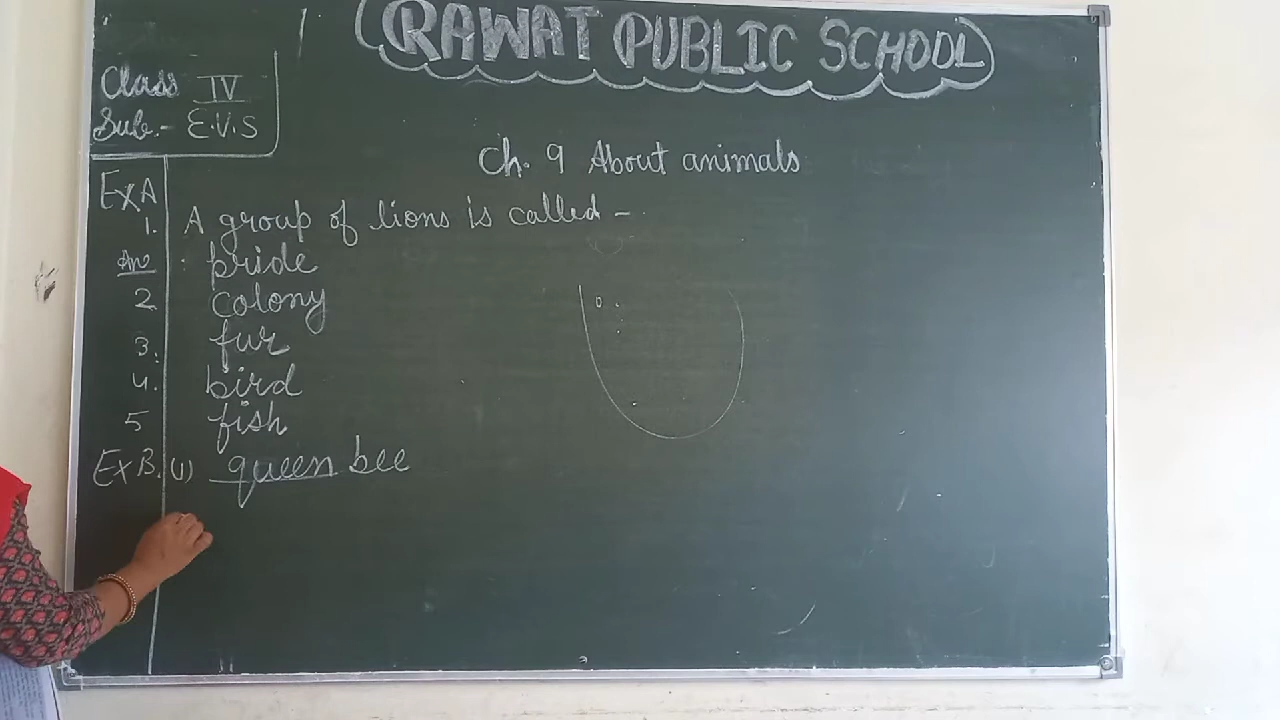 RAWAT PUBLIC SCHOOL
Class IV
Sub.- E.V.S
Ch. 9 About animals
Ex A
1. A group of lions is called -
Ans : pride
2. colony
3. fur
4. bird
5 fish
Ex B. (1) queen bee